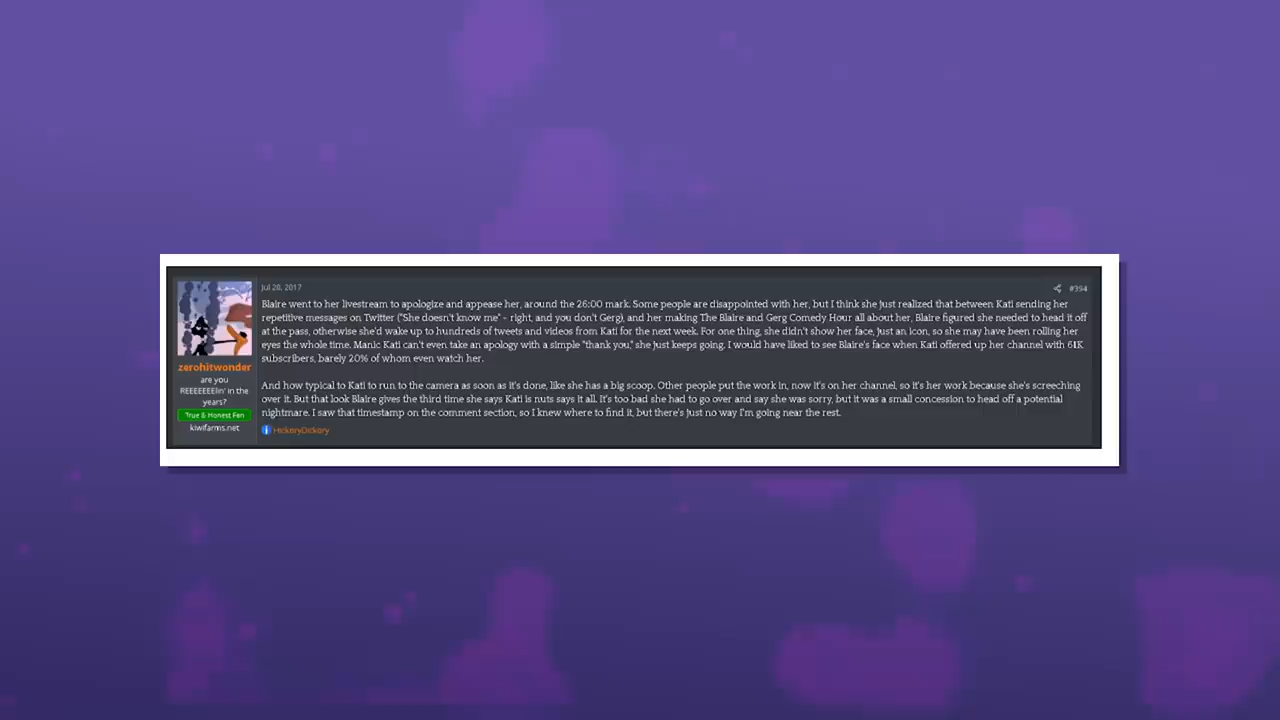 Jul 28, 2017
#394
Blaire went to her livestream to apologize and appease her, around the 26:00 mark. Some people are disappointed with her, but I think she just realized that between Kati sending her
repetitive messages on Twitter ("She doesn't know me" - right, and you don't Gerg), and her making The Blaire and Gerg Comedy Hour all about her, Blaire figured she needed to head it off
at the pass, otherwise she'd wake up to hundreds of tweets and videos from Kati for the next week. For one thing, she didn't show her face, just an icon, so she may have been rolling her
eyes the whole time. Manic Kati can't even take an apology with a simple "thank you," she just keeps going. I would have liked to see Blaire's face when Kati offered up her channel with 61K
subscribers, barely 20% of whom even watch her.
And how typical to Kati to run to the camera as soon as it's done, like she has a big scoop. Other people put the work in, now it's on her channel, so it's her work because she's screeching
over it. But that look Blaire gives the third time she says Kati is nuts says it all. It's too bad she had to go over and say she was sorry, but it was a small concession to head off a potential
nightmare. I saw that timestamp on the comment section, so I knew where to find it, but there's just no way I'm going near the rest.
HickoryDickory
zerohitwonder
are you
REEEEEEEin' in the
years?
True & Honest Fan
kiwifarms.net